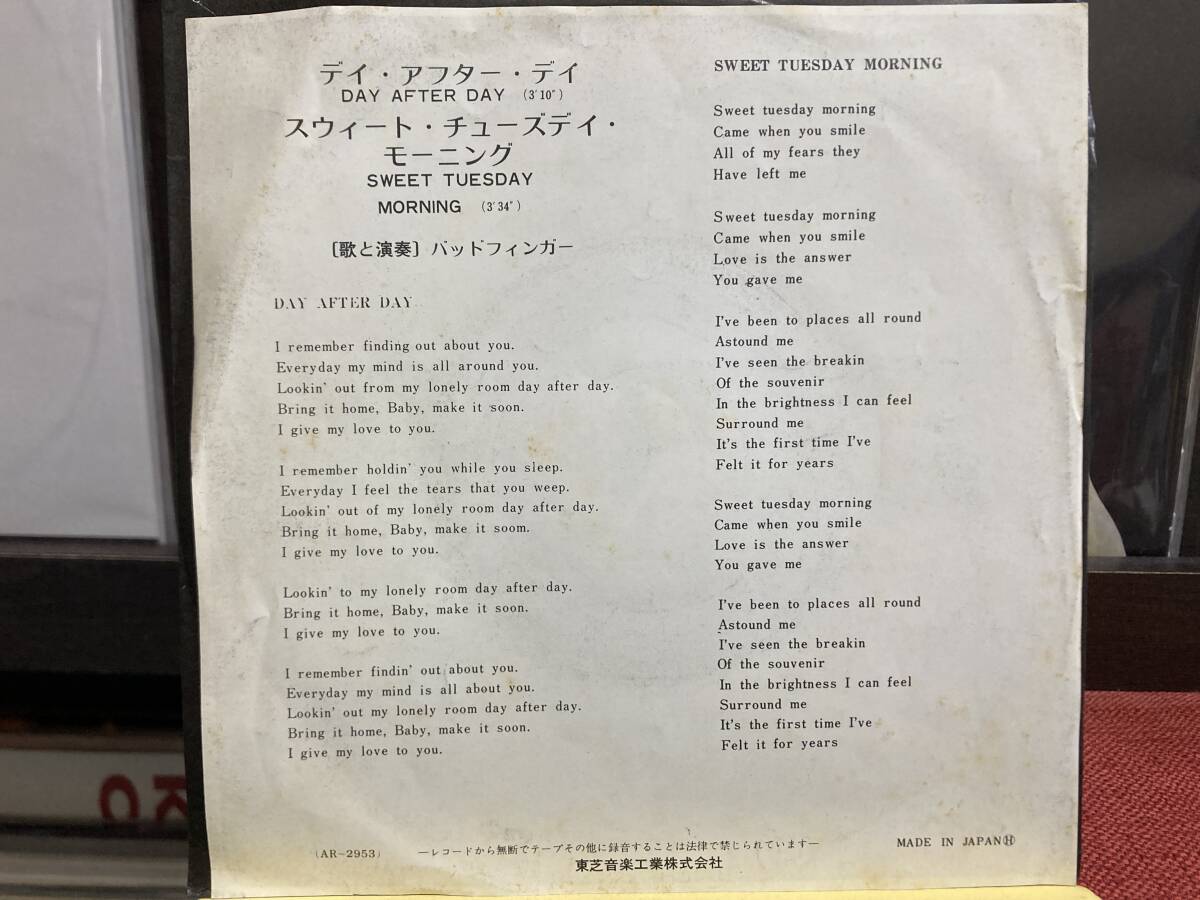 デイ・アフター・デイ
DAY AFTER DAY (3′10″)
スウィート・チューズデイ・
モーニング
SWEET TUESDAY
MORNING (3′34″)
〔歌と演奏〕バッドフィンガー
DAY AFTER DAY
I remember finding out about you.
Everyday my mind is all around you.
Lookin' out from my lonely room day after day.
Bring it home, Baby, make it soon.
I give my love to you.
I remember holdin' you while you sleep.
Everyday I feel the tears that you weep.
Lookin' out of my lonely room day after day.
Bring it home, Baby, make it soom.
I give my love to you.
Lookin' to my lonely room day after day.
Bring it home, Baby, make it soon.
I give my love to you.
I remember findin' out about you.
Everyday my mind is all about you.
Lookin' out my lonely room day after day.
Bring it home, Baby, make it soon.
I give my love to you.
SWEET TUESDAY MORNING
Sweet tuesday morning
Came when you smile
All of my fears they
Have left me
Sweet tuesday morning
Came when you smile
Love is the answer
You gave me
I've been to places all round
Astound me
I've seen the breakin
Of the souvenir
In the brightness I can feel
Surround me
It's the first time I've
Felt it for years
Sweet tuesday morning
Came when you smile
Love is the answer
You gave me
I've been to places all round
Astound me
I've seen the breakin
Of the souvenir
In the brightness I can feel
Surround me
It's the first time I've
Felt it for years
(AR-2953)
—レコードから無断でテープその他に録音することは法律で禁じられています—
東芝音楽工業株式会社
MADE IN JAPANⒽ